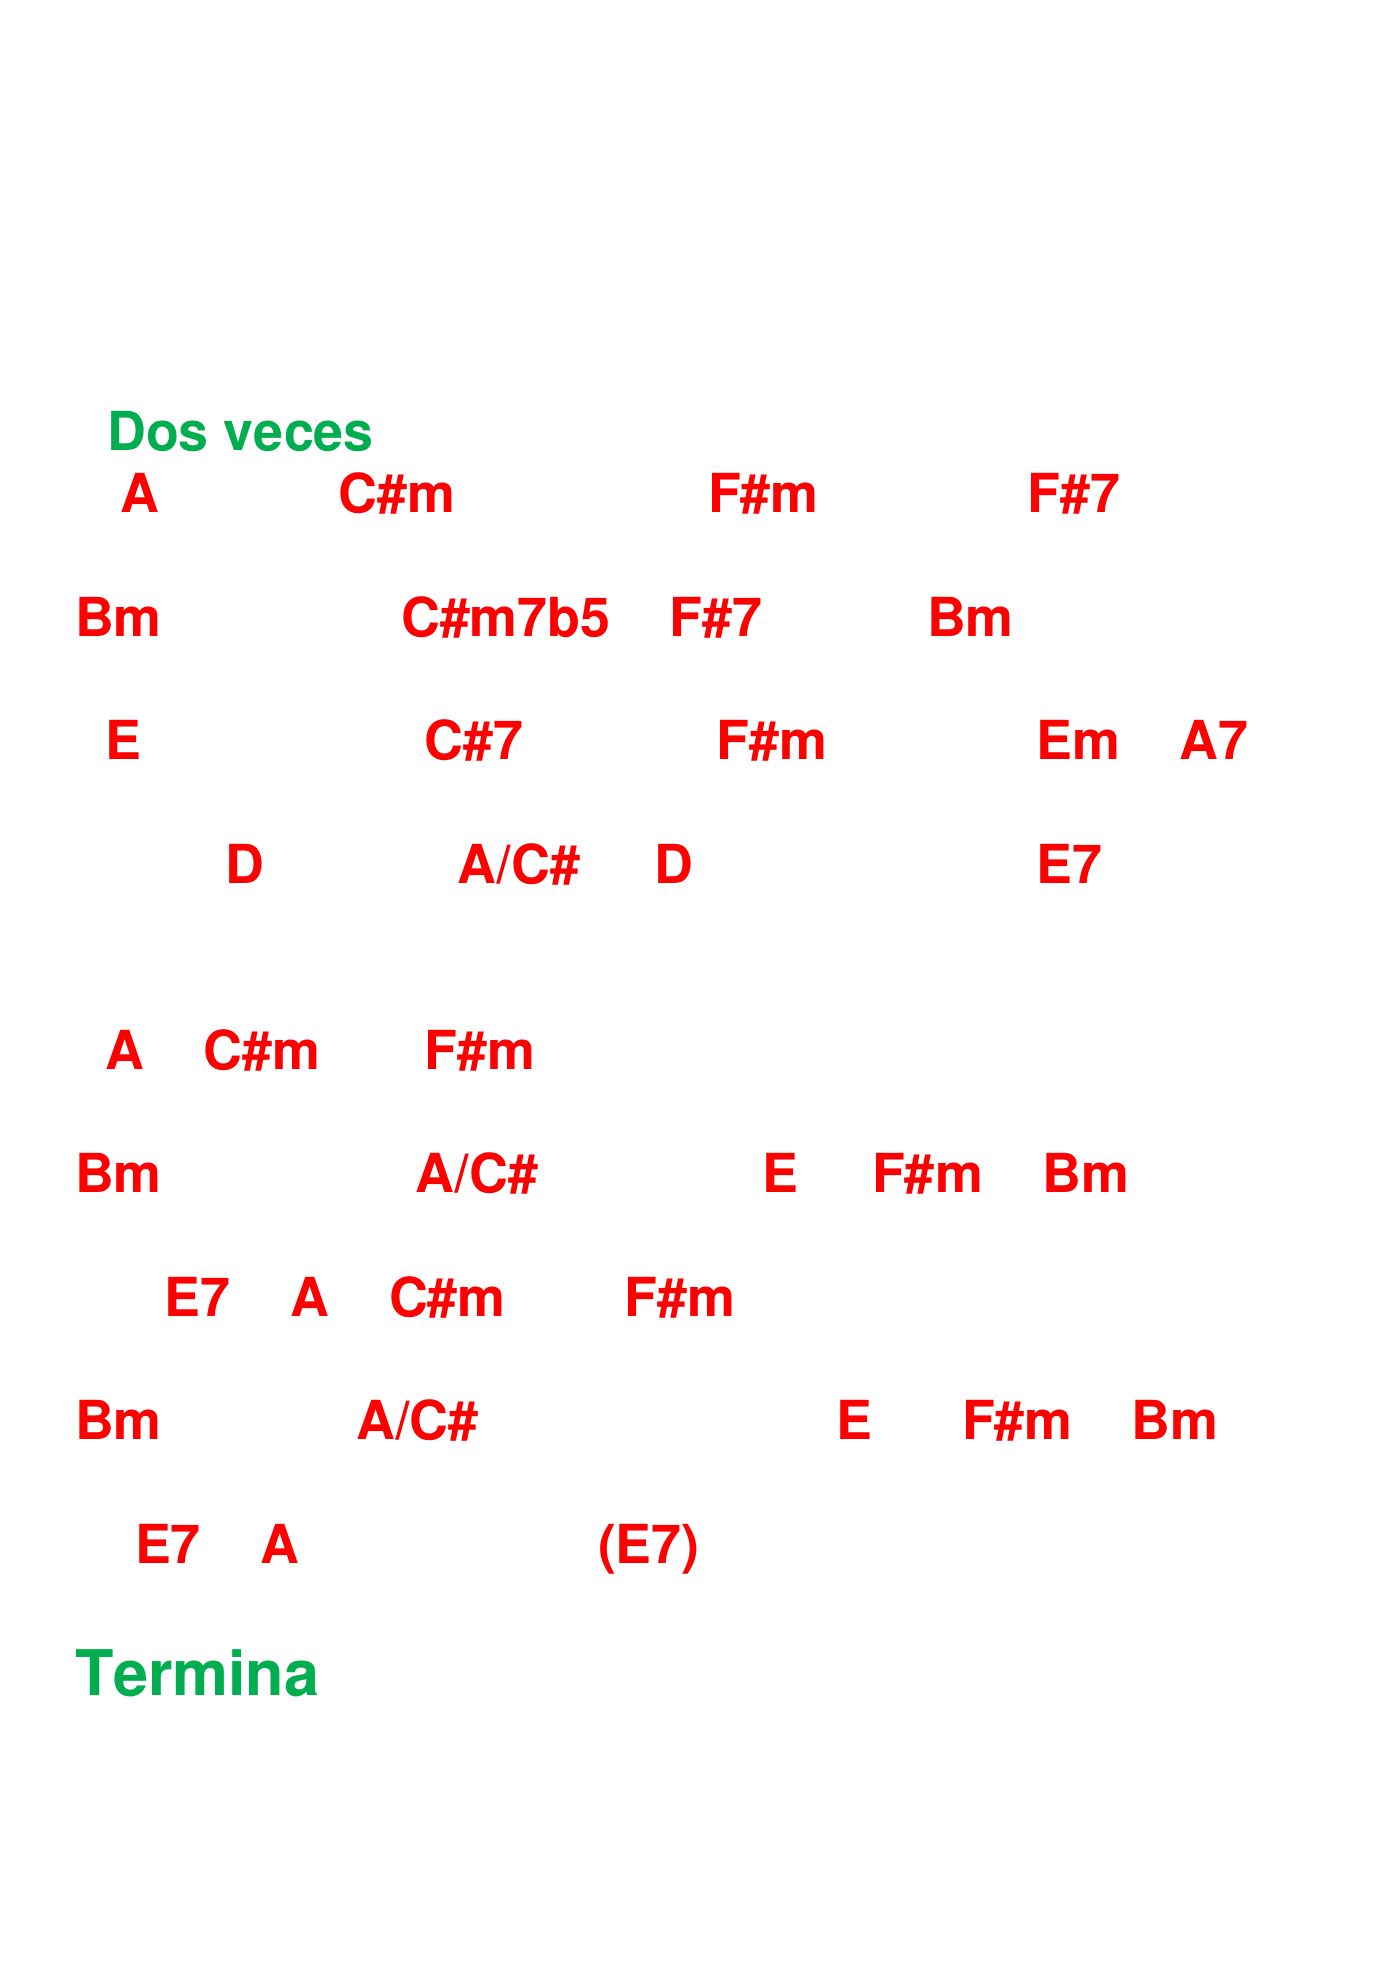 Dos veces
A C#m F#m F#7
Bm C#m7b5 F#7 Bm
E C#7 F#m Em A7
D A/C# D E7
A C#m F#m
Bm A/C# E F#m Bm
E7 A C#m F#m
Bm A/C# E F#m Bm
E7 A (E7)
Termina